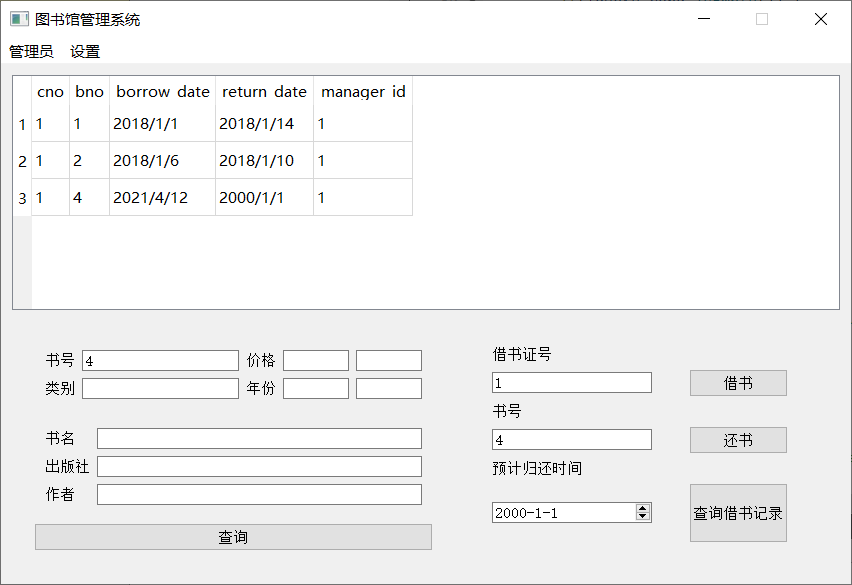 图书馆管理系统
管理员 设置
cno bno borrow date return date manager id
1 1 1 2018/1/1 2018/1/14 1
2 1 2 2018/1/6 2018/1/10 1
3 1 4 2021/4/12 2000/1/1 1
书号 4 价格
类别 年份
书名
出版社
作者
查询
借书证号
1 借书
书号
4 还书
预计归还时间
2000-1-1 查询借书记录